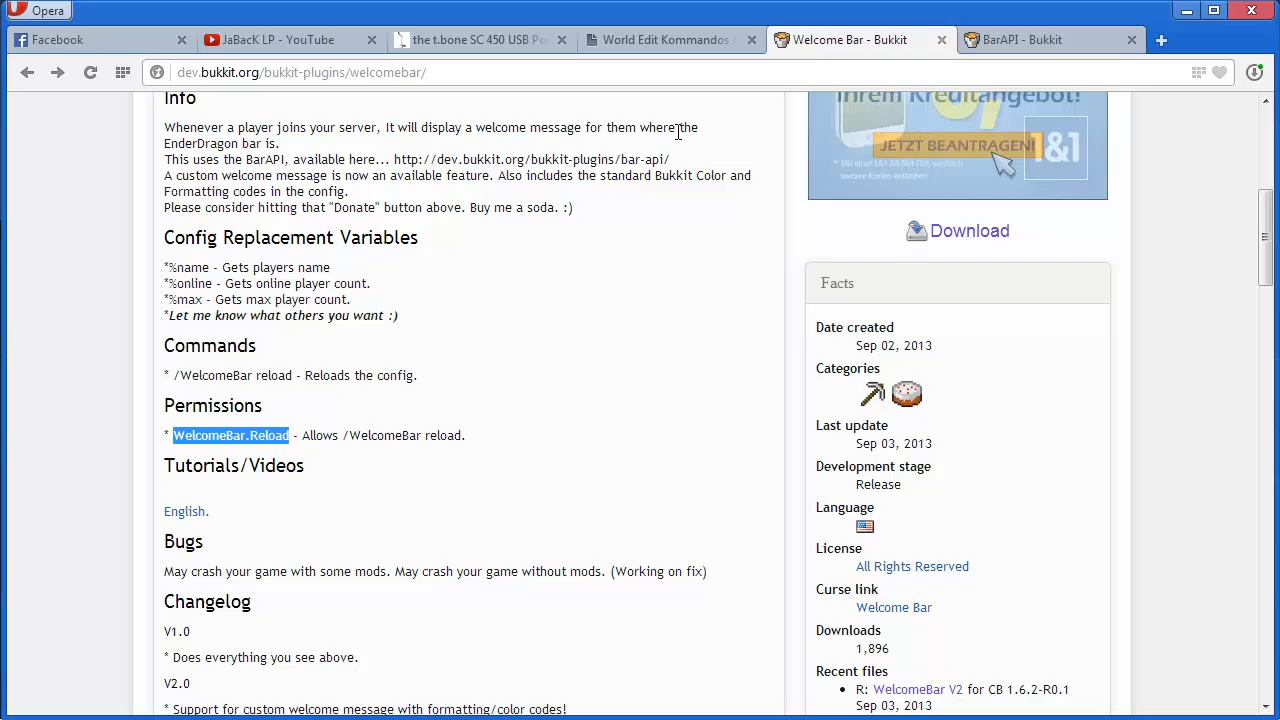 Opera
Facebook
JaBacK LP - YouTube
the t.bone SC 450 USB Po
World Edit Kommandos /
Welcome Bar - Bukkit
BarAPI - Bukkit
dev.bukkit.org/bukkit-plugins/welcomebar/
Info
Whenever a player joins your server, It will display a welcome message for them where the
EnderDragon bar is.
This uses the BarAPI, avaiable here... http://dev.bukkit.org/bukkit-plugins/bar-api/
A custom welcome message is now an available feature. Also includes the standard Bukkit Color and
Formatting codes in the config.
Please consider hitting that "Donate" button above. Buy me a soda. :)
Config Replacement Variables
*%name - Gets players name
*%online - Gets online player count.
*%max - Gets max player count.
*Let me know what others you want :)
Commands
* /WelcomeBar reload - Reloads the config.
Permissions
* WelcomeBar.Reload - Allows /WelcomeBar reload.
Tutorials/Videos
English.
Bugs
May crash your game with some mods. May crash your game without mods. (Working on fix)
Changelog
V1.0
* Does everything you see above.
V2.0
* Support for custom welcome message with formatting/color codes!
Ihrem Kreditangebot!
JETZT BEANTRAGEN!
1&1
Download
Facts
Date created
Sep 02, 2013
Categories
Last update
Sep 03, 2013
Development stage
Release
Language
License
All Rights Reserved
Curse link
Welcome Bar
Downloads
1,896
Recent files
R: WelcomeBar V2 for CB 1.6.2-R0.1
Sep 03, 2013